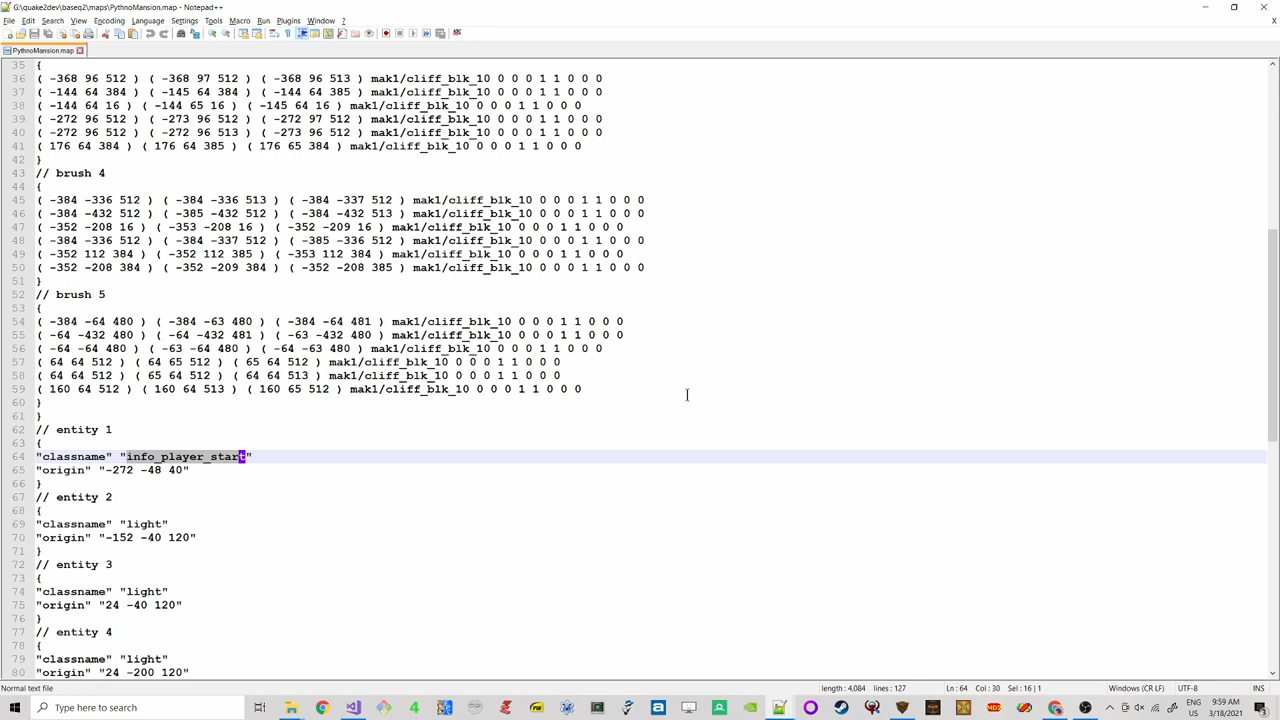 G:\quake2dev\baseq2\maps\PythnoMansion.map - Notepad++
File Edit Search View Encoding Language Settings Tools Macro Run Plugins Window ?
PythnoMansion.map
35 {
36 ( -368 96 512 ) ( -368 97 512 ) ( -368 96 513 ) mak1/cliff_blk_10 0 0 0 1 1 0 0 0
37 ( -144 64 384 ) ( -145 64 384 ) ( -144 64 385 ) mak1/cliff_blk_10 0 0 0 1 1 0 0 0
38 ( -144 64 16 ) ( -144 65 16 ) ( -145 64 16 ) mak1/cliff_blk_10 0 0 0 1 1 0 0 0
39 ( -272 96 512 ) ( -273 96 512 ) ( -272 97 512 ) mak1/cliff_blk_10 0 0 0 1 1 0 0 0
40 ( -272 96 512 ) ( -272 96 513 ) ( -273 96 512 ) mak1/cliff_blk_10 0 0 0 1 1 0 0 0
41 ( 176 64 384 ) ( 176 64 385 ) ( 176 65 384 ) mak1/cliff_blk_10 0 0 0 1 1 0 0 0
42 }
43 // brush 4
44 {
45 ( -384 -336 512 ) ( -384 -336 513 ) ( -384 -337 512 ) mak1/cliff_blk_10 0 0 0 1 1 0 0 0
46 ( -384 -432 512 ) ( -385 -432 512 ) ( -384 -432 513 ) mak1/cliff_blk_10 0 0 0 1 1 0 0 0
47 ( -352 -208 16 ) ( -353 -208 16 ) ( -352 -209 16 ) mak1/cliff_blk_10 0 0 0 1 1 0 0 0
48 ( -384 -336 512 ) ( -384 -337 512 ) ( -385 -336 512 ) mak1/cliff_blk_10 0 0 0 1 1 0 0 0
49 ( -352 112 384 ) ( -352 112 385 ) ( -353 112 384 ) mak1/cliff_blk_10 0 0 0 1 1 0 0 0
50 ( -352 -208 384 ) ( -352 -209 384 ) ( -352 -208 385 ) mak1/cliff_blk_10 0 0 0 1 1 0 0 0
51 }
52 // brush 5
53 {
54 ( -384 -64 480 ) ( -384 -63 480 ) ( -384 -64 481 ) mak1/cliff_blk_10 0 0 0 1 1 0 0 0
55 ( -64 -432 480 ) ( -64 -432 481 ) ( -63 -432 480 ) mak1/cliff_blk_10 0 0 0 1 1 0 0 0
56 ( -64 -64 480 ) ( -63 -64 480 ) ( -64 -63 480 ) mak1/cliff_blk_10 0 0 0 1 1 0 0 0
57 ( 64 64 512 ) ( 64 65 512 ) ( 65 64 512 ) mak1/cliff_blk_10 0 0 0 1 1 0 0 0
58 ( 64 64 512 ) ( 65 64 512 ) ( 64 64 513 ) mak1/cliff_blk_10 0 0 0 1 1 0 0 0
59 ( 160 64 512 ) ( 160 64 513 ) ( 160 65 512 ) mak1/cliff_blk_10 0 0 0 1 1 0 0 0
60 }
61 }
62 // entity 1
63 {
64 "classname" "info_player_start"
65 "origin" "-272 -48 40"
66 }
67 // entity 2
68 {
69 "classname" "light"
70 "origin" "-152 -40 120"
71 }
72 // entity 3
73 {
74 "classname" "light"
75 "origin" "24 -40 120"
76 }
77 // entity 4
78 {
79 "classname" "light"
80 "origin" "24 -200 120"
Normal text file length : 4,084 lines : 127 Ln : 64 Col : 30 Sel : 16 | 1 Windows (CR LF) UTF-8 INS
Type here to search
ENG US
9:59 AM
3/18/2021